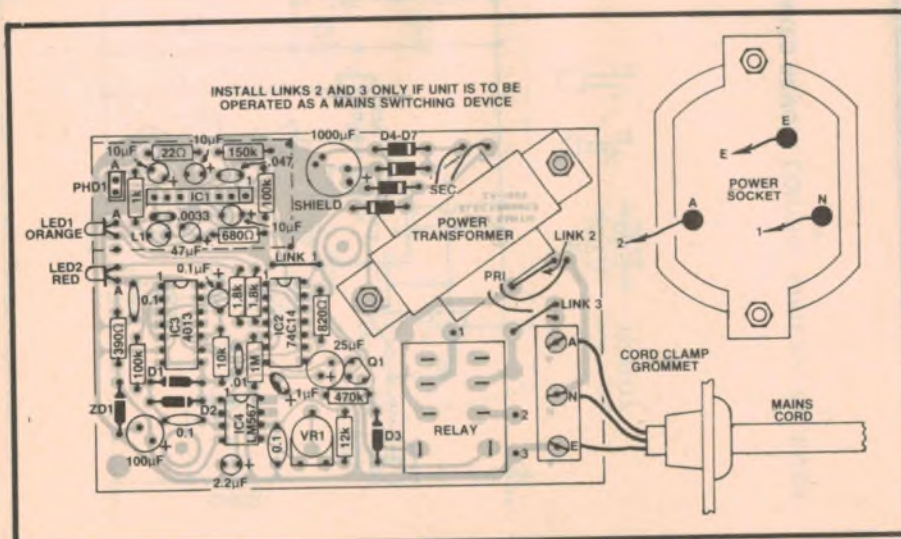 INSTALL LINKS 2 AND 3 ONLY IF UNIT IS TO BE
OPERATED AS A MAINS SWITCHING DEVICE
10µF
22Ω
10µF
150k
1000µF
D4-D7
PHD1
A
1k
IC1
1
.047
100k
SHIELD
SEC
LED1
ORANGE
A
L1
.0033
680Ω
10µF
47µF
LED2
RED
A
0.1µF
LINK 1
POWER
TRANSFORMER
LINK 2
PRI
LINK 3
0.1
1
IC3
4013
1.8k
1.8k
1
IC2
74C14
820Ω
390Ω
100k
10k
.01
1M
25µF
Q1
D1
.1µF
470k
ZD1
D2
0.1
1
IC4
LM567
0.1
VR1
12k
D3
100µF
2.2µF
RELAY
1
2
3
A
N
E
E
E
POWER
SOCKET
A
N
2
1
CORD CLAMP
GROMMET
MAINS
CORD